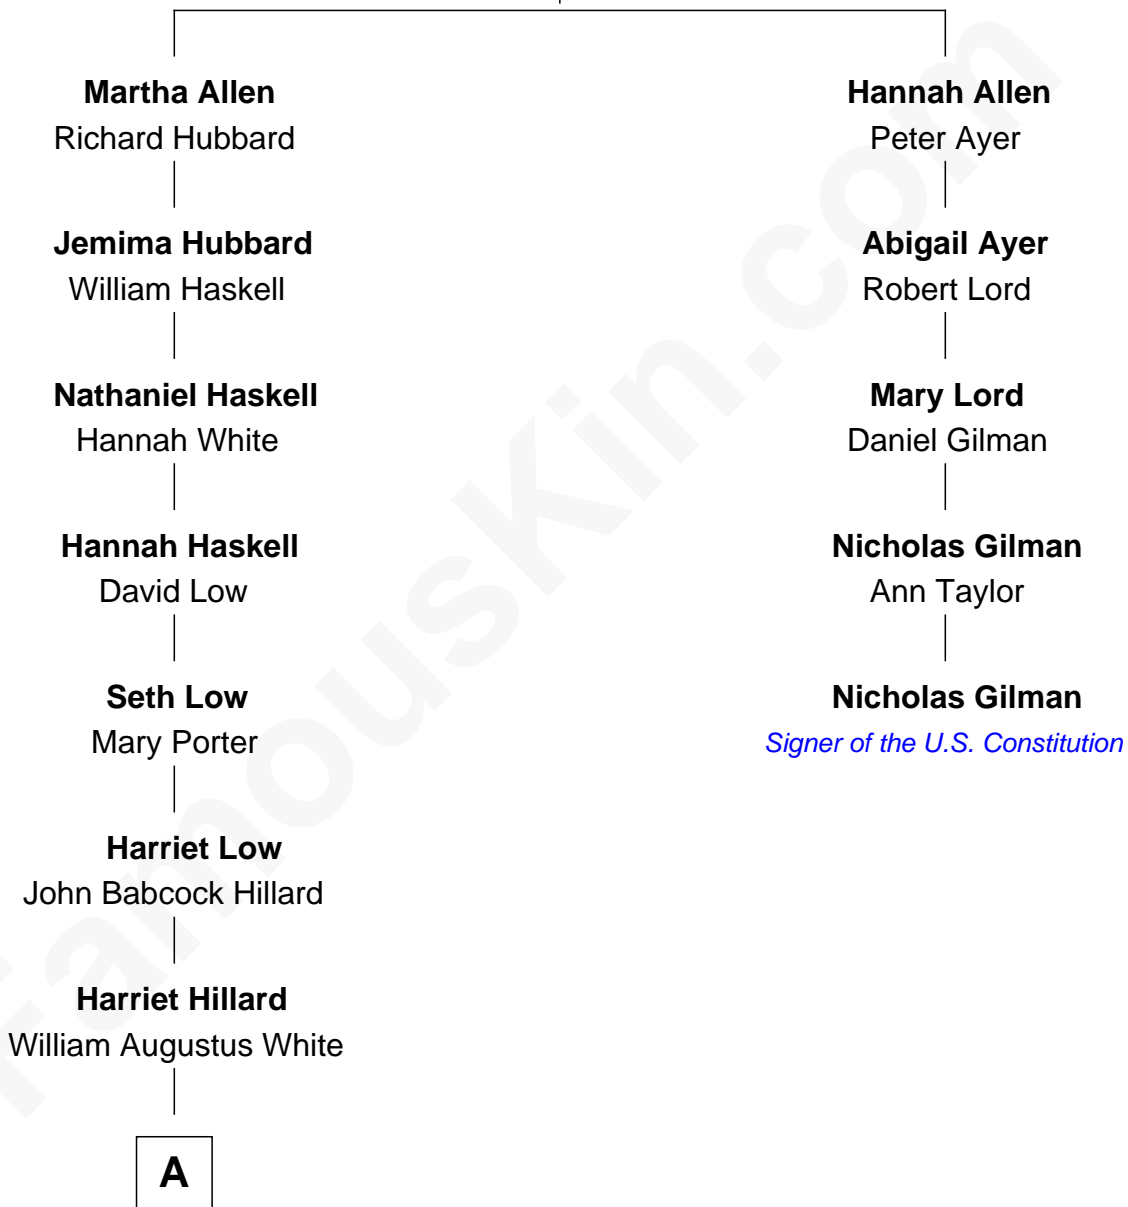 Martha Allen
Richard Hubbard
Jemima Hubbard
William Haskell
Nathaniel Haskell
Hannah White
Hannah Haskell
David Low
Seth Low
Mary Porter
Harriet Low
John Babcock Hillard
Harriet Hillard
William Augustus White
A
Hannah Allen
Peter Ayer
Abigail Ayer
Robert Lord
Mary Lord
Daniel Gilman
Nicholas Gilman
Ann Taylor
Nicholas Gilman
Signer of the U.S. Constitution
FamousKin.com